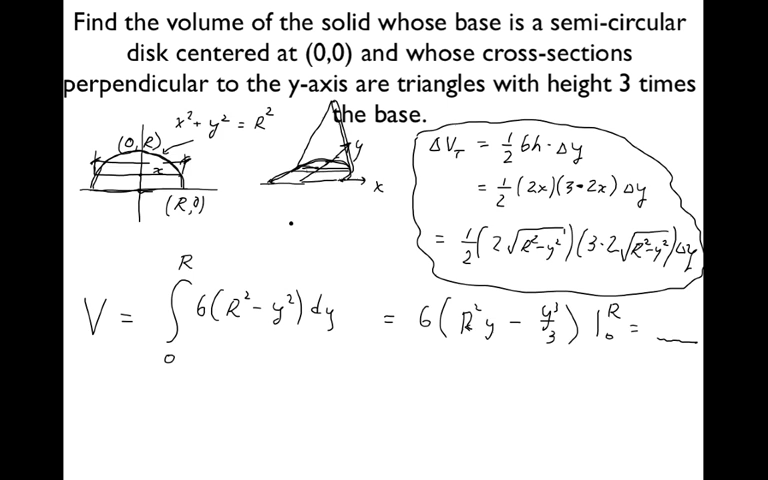 Find the volume of the solid whose base is a semi-circular
disk centered at (0,0) and whose cross-sections
perpendicular to the y-axis are triangles with height 3 times
the base.
x² + y² = R²
(0,R)
x
(R,0)
y
x
ΔV_T = 1/2 bh · Δy
= 1/2 (2x)(3·2x) Δy
= 1/2 (2√(R²-y²))(3·2√(R²-y²)) Δy
V = ∫₀ᴿ 6(R² - y²) dy = 6(R²y - y³/3) |₀ᴿ = __